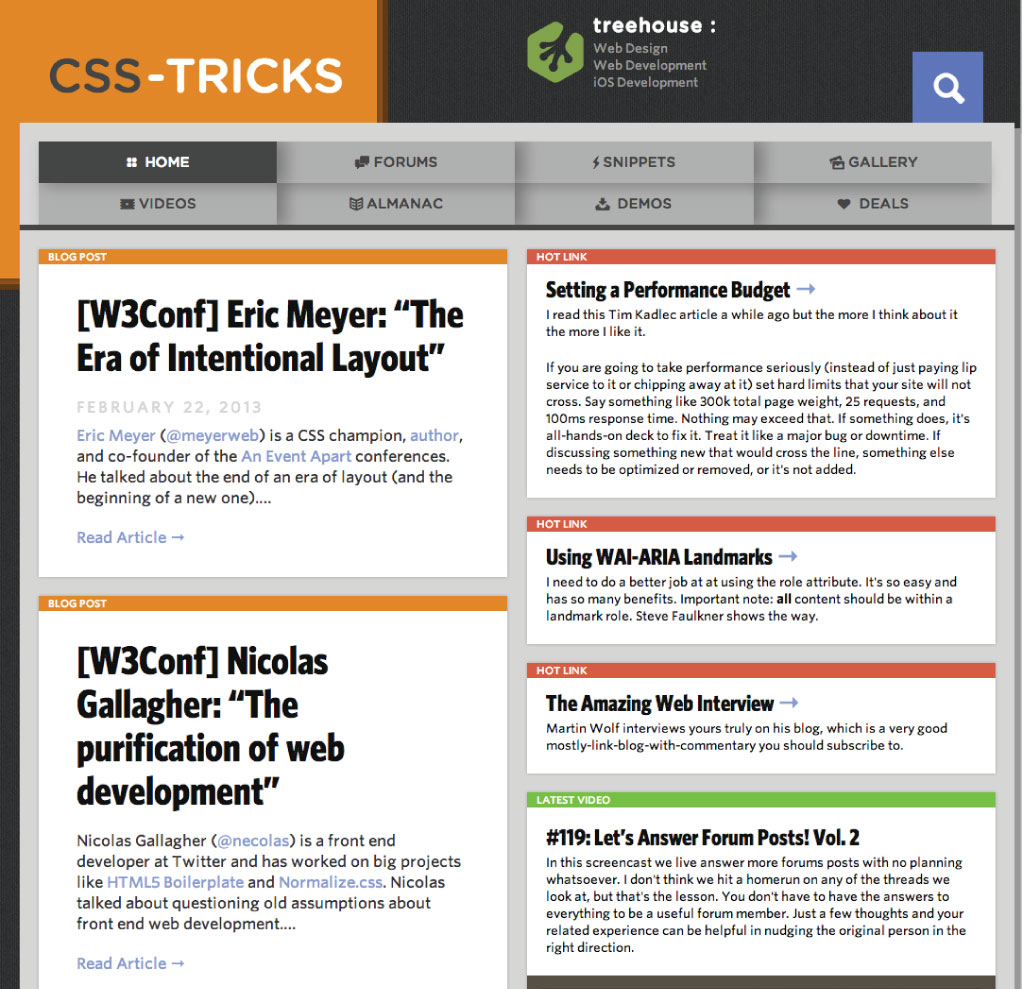 CSS-TRICKS
treehouse :
Web Design
Web Development
iOS Development
HOME
FORUMS
SNIPPETS
GALLERY
VIDEOS
ALMANAC
DEMOS
DEALS
BLOG POST
[W3Conf] Eric Meyer: “The
Era of Intentional Layout”
FEBRUARY 22, 2013
Eric Meyer (@meyerweb) is a CSS champion, author,
and co-founder of the An Event Apart conferences.
He talked about the end of an era of layout (and the
beginning of a new one)....
Read Article →
BLOG POST
[W3Conf] Nicolas
Gallagher: “The
purification of web
development”
Nicolas Gallagher (@necolas) is a front end
developer at Twitter and has worked on big projects
like HTML5 Boilerplate and Normalize.css. Nicolas
talked about questioning old assumptions about
front end web development....
Read Article →
HOT LINK
Setting a Performance Budget →
I read this Tim Kadlec article a while ago but the more I think about it
the more I like it.
If you are going to take performance seriously (instead of just paying lip
service to it or chipping away at it) set hard limits that your site will not
cross. Say something like 300k total page weight, 25 requests, and
100ms response time. Nothing may exceed that. If something does, it's
all-hands-on deck to fix it. Treat it like a major bug or downtime. If
discussing something new that would cross the line, something else
needs to be optimized or removed, or it's not added.
HOT LINK
Using WAI-ARIA Landmarks →
I need to do a better job at at using the role attribute. It's so easy and
has so many benefits. Important note: all content should be within a
landmark role. Steve Faulkner shows the way.
HOT LINK
The Amazing Web Interview →
Martin Wolf interviews yours truly on his blog, which is a very good
mostly-link-blog-with-commentary you should subscribe to.
LATEST VIDEO
#119: Let’s Answer Forum Posts! Vol. 2
In this screencast we live answer more forums posts with no planning
whatsoever. I don't think we hit a homerun on any of the threads we
look at, but that's the lesson. You don't have to have the answers to
everything to be a useful forum member. Just a few thoughts and your
related experience can be helpful in nudging the original person in the
right direction.